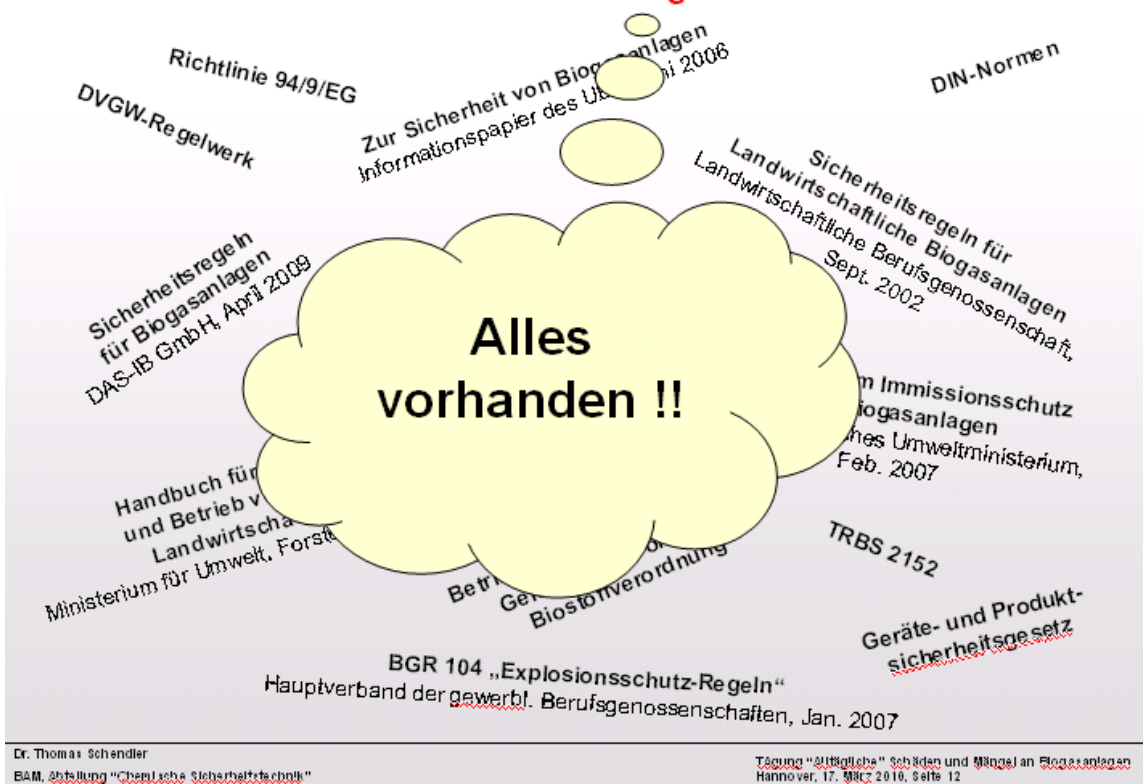 Richtlinie 94/9/EG
DVGW-Regelwerk
Zur Sicherheit von Biogasanlagen
Informationspapier des 2006
DIN-Normen
Sicherheitsregeln für
Landwirtschaftliche Biogasanlagen
Landwirtschaftliche Berufsgenossenschaft,
Sept. 2002
Sicherheitsregeln
für Biogasanlagen
DAS-IB GmbH, April 2009
Alles
vorhanden !!
Immissionsschutz
Umweltministerium,
Feb. 2007
Handbuch für
und Betrieb
Ministerium für Umwelt,
TRBS 2152
Biostoffverordnung
Geräte- und Produkt-
sicherheitsgesetz
BGR 104 „Explosionsschutz-Regeln“
Hauptverband der gewerbl. Berufsgenossenschaften, Jan. 2007
Dr. Thomas Schendler
BAM, Abteilung "Chemische Sicherheitstechnik"
Tagung "Alltägliche" Schäden und Mängel an Biogasanlagen
Hannover, 17. März 2010, Seite 12